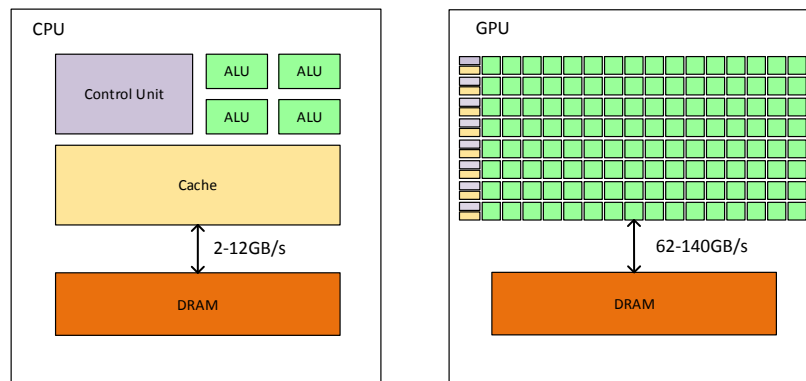 CPU
Control Unit
ALU
ALU
ALU
ALU
Cache
2-12GB/s
DRAM
GPU
62-140GB/s
DRAM